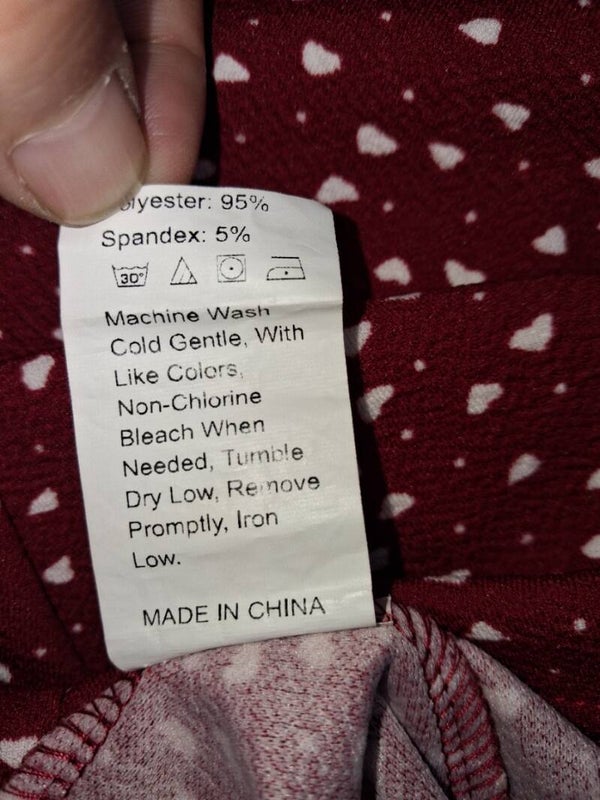 Polyester: 95%
Spandex: 5%
30°
Machine Wash
Cold Gentle, With
Like Colors,
Non-Chlorine
Bleach When
Needed, Tumble
Dry Low, Remove
Promptly, Iron
Low.
MADE IN CHINA